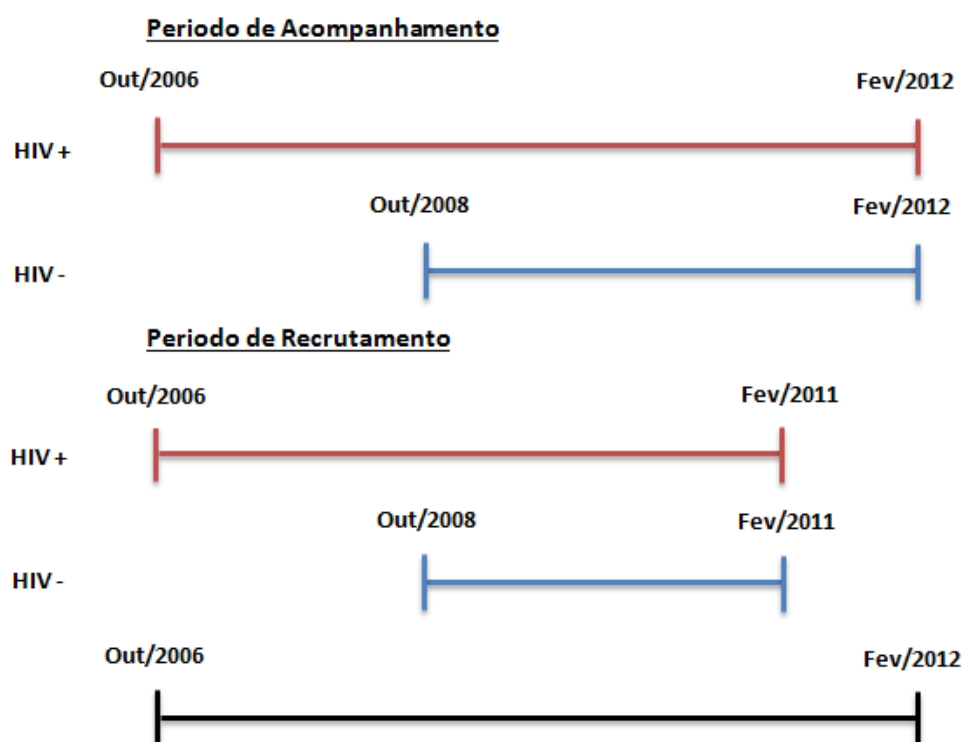 Periodo de Acompanhamento
Out/2006 Fev/2012
HIV +
Out/2008 Fev/2012
HIV -
Periodo de Recrutamento
Out/2006 Fev/2011
HIV +
Out/2008 Fev/2011
HIV -
Out/2006 Fev/2012